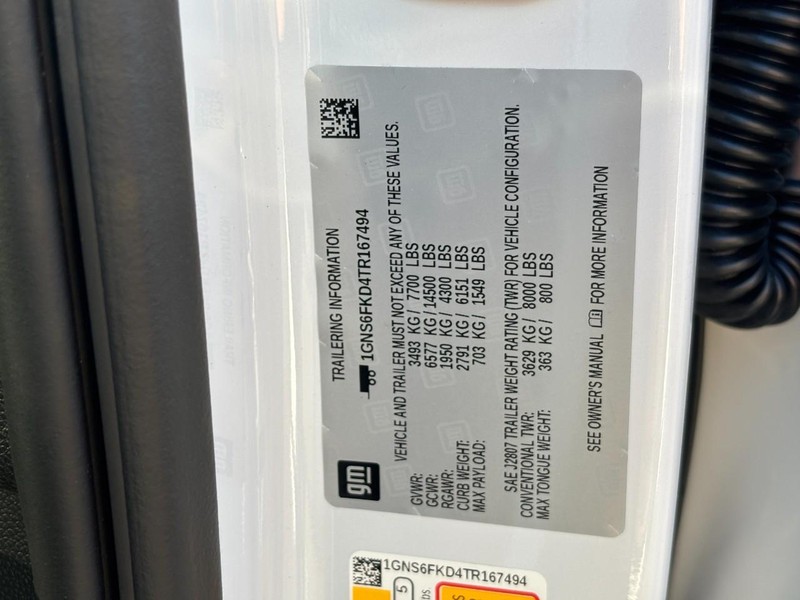 gm
TRAILERING INFORMATION
1GNS6FKD4TR167494
VEHICLE AND TRAILER MUST NOT EXCEED ANY OF THESE VALUES.
GVWR: 3493 KG / 7700 LBS
GCWR: 6577 KG / 14500 LBS
RGAWR: 1950 KG / 4300 LBS
CURB WEIGHT: 2791 KG / 6151 LBS
MAX PAYLOAD: 703 KG / 1549 LBS
SAE J2807 TRAILER WEIGHT RATING (TWR) FOR VEHICLE CONFIGURATION.
CONVENTIONAL TWR: 3629 KG / 8000 LBS
MAX TONGUE WEIGHT: 363 KG / 800 LBS
SEE OWNER'S MANUAL FOR MORE INFORMATION
1GNS6FKD4TR167494
5